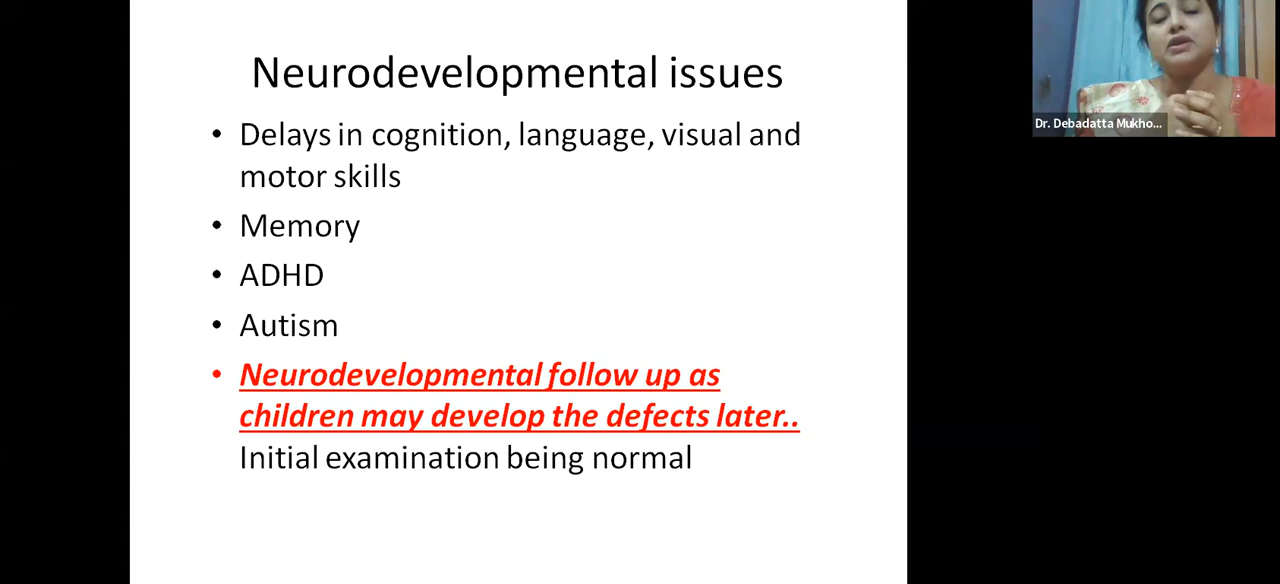 Neurodevelopmental issues
• Delays in cognition, language, visual and
motor skills
• Memory
• ADHD
• Autism
• Neurodevelopmental follow up as
children may develop the defects later..
Initial examination being normal
Dr. Debadatta Mukho...